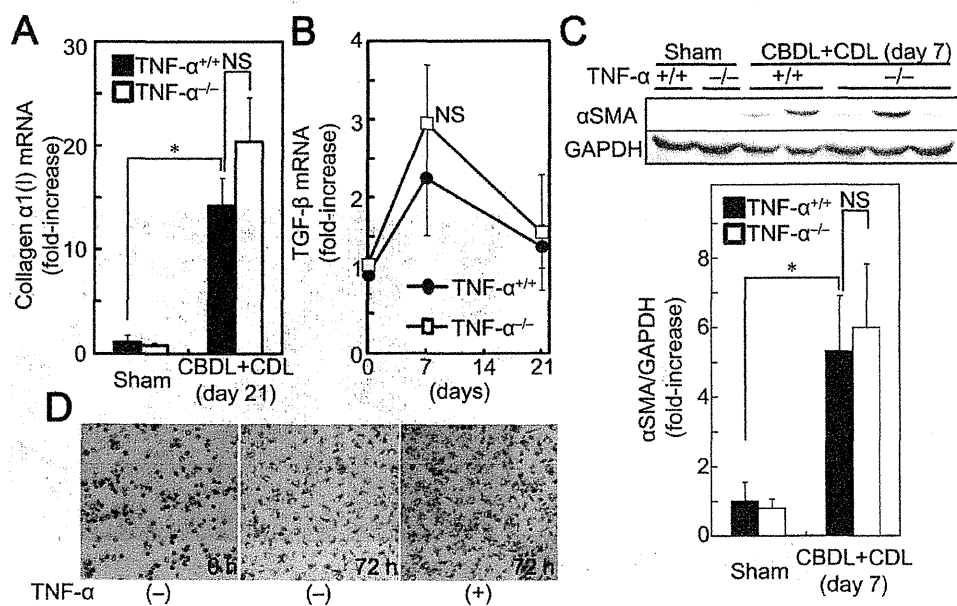 A
Collagen α1(I) mRNA
(fold-increase)
30
20
10
0
TNF-α+/+
TNF-α−/−
NS
*
Sham
CBDL+CDL
(day 21)
B
TGF-β mRNA
(fold-increase)
4
3
2
1
0
NS
TNF-α+/+
TNF-α−/−
0
7
14
21
(days)
C
Sham
CBDL+CDL (day 7)
TNF-α +/+ −/− +/+ −/−
αSMA
GAPDH
αSMA/GAPDH
(fold-increase)
8
6
4
2
0
TNF-α+/+
TNF-α−/−
NS
*
Sham
CBDL+CDL
(day 7)
D
0 h
72 h
72 h
TNF-α (−) (−) (+)